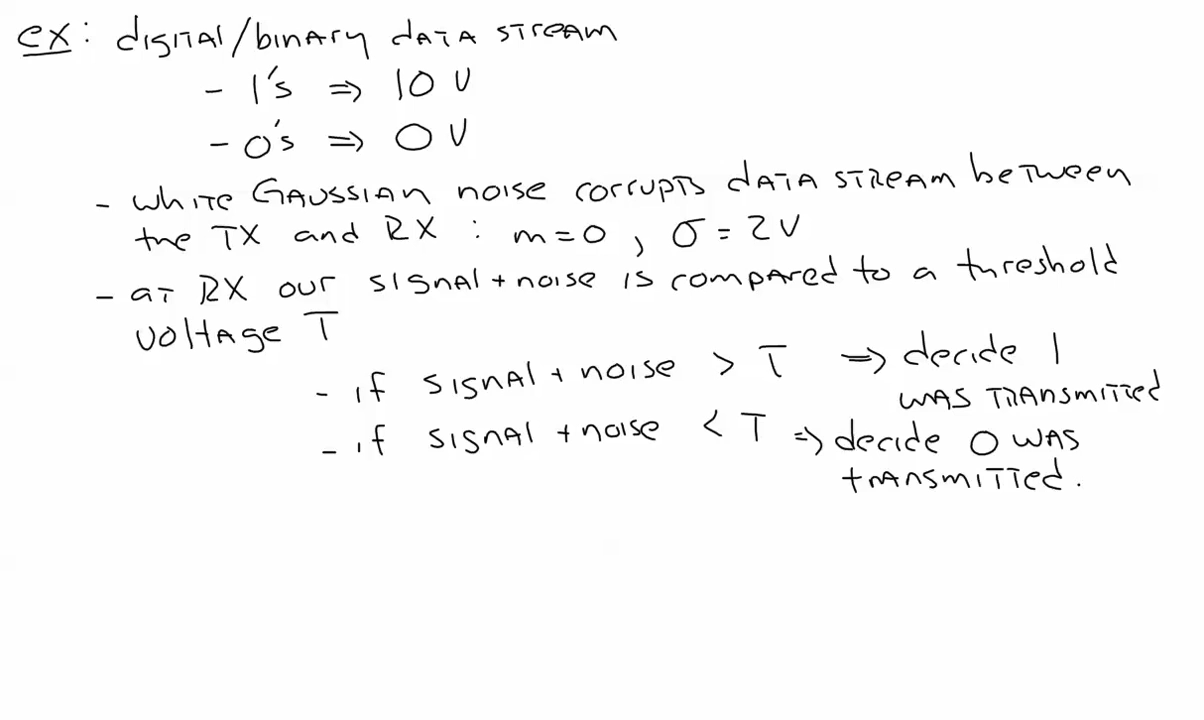 ex: digital/binary data stream
- 1's ⇒ 10 V
- 0's ⇒ 0 V
- white Gaussian noise corrupts data stream between
the TX and RX : m=0, σ = 2V
- at RX our signal + noise is compared to a threshold
voltage T
- if signal + noise > T ⇒ decide 1
was transmitted
- if signal + noise < T ⇒ decide 0 was
transmitted.